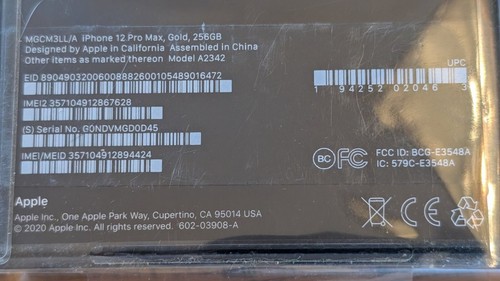 MGCM3LL/A iPhone 12 Pro Max, Gold, 256GB
Designed by Apple in California Assembled in China
Other items as marked thereon Model A2342
EID 89049032006008882600105489016472
UPC
1 94252 02046 3
IMEI2 357104912867628
(S) Serial No. G0NDVMGD0D45
IMEI/MEID 357104912894424
BC FC FCC ID: BCG-E3548A
IC: 579C-E3548A
Apple
Apple Inc., One Apple Park Way, Cupertino, CA 95014 USA
© 2020 Apple Inc. All rights reserved. 602-03908-A
CE